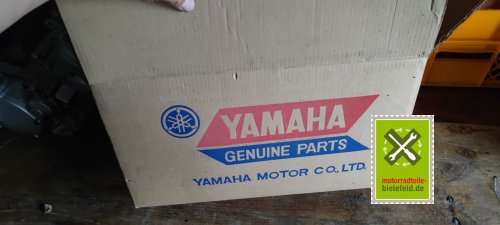 YAMAHA
GENUINE PARTS
YAMAHA MOTOR CO., LTD.
motorradteile-
bielefeld.de